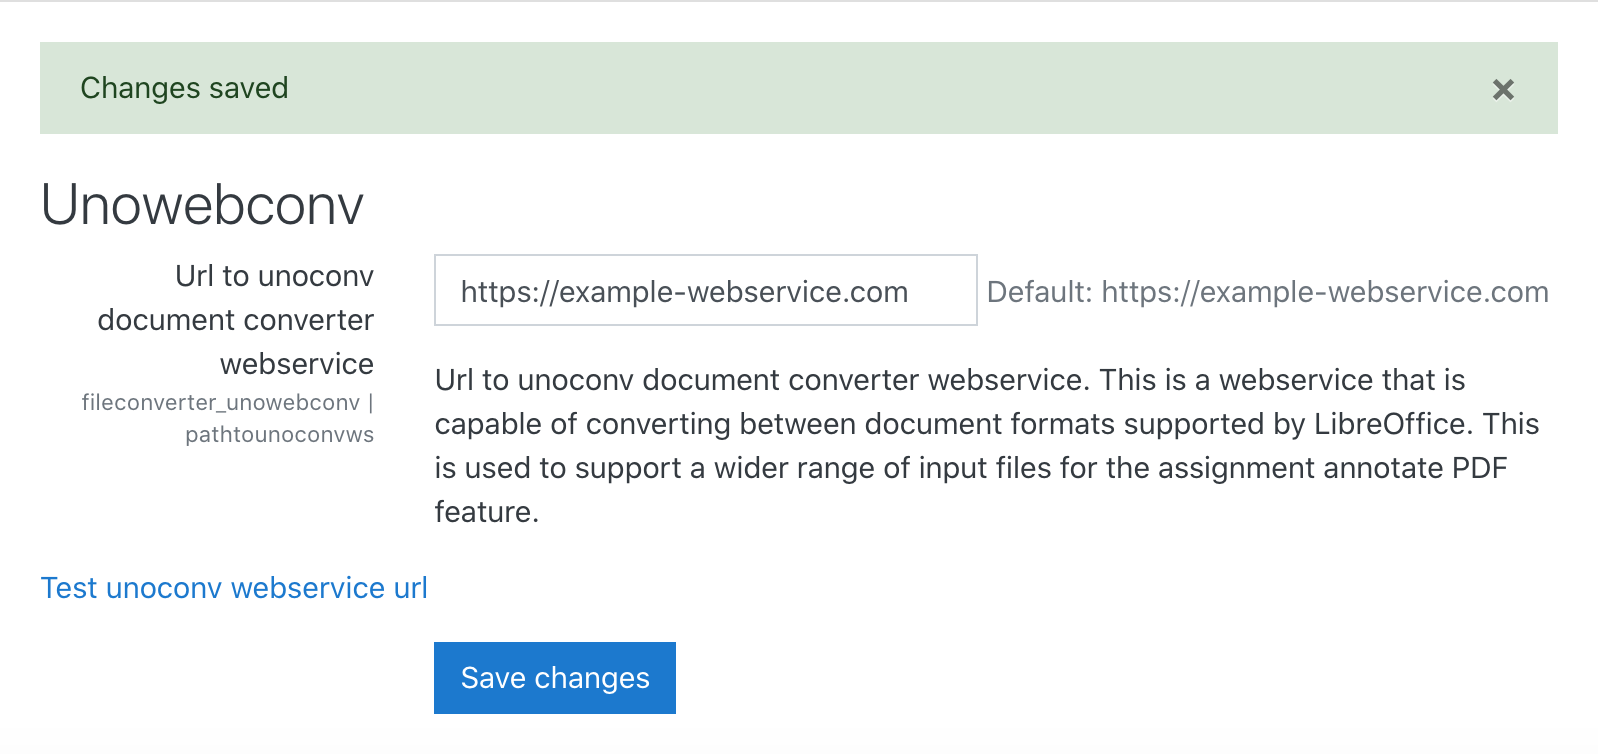 Changes saved
×
Unowebconv
Url to unoconv
document converter
webservice
fileconverter_unowebconv |
pathtounoconvws
https://example-webservice.com
Default: https://example-webservice.com
Url to unoconv document converter webservice. This is a webservice that is
capable of converting between document formats supported by LibreOffice. This
is used to support a wider range of input files for the assignment annotate PDF
feature.
Test unoconv webservice url
Save changes